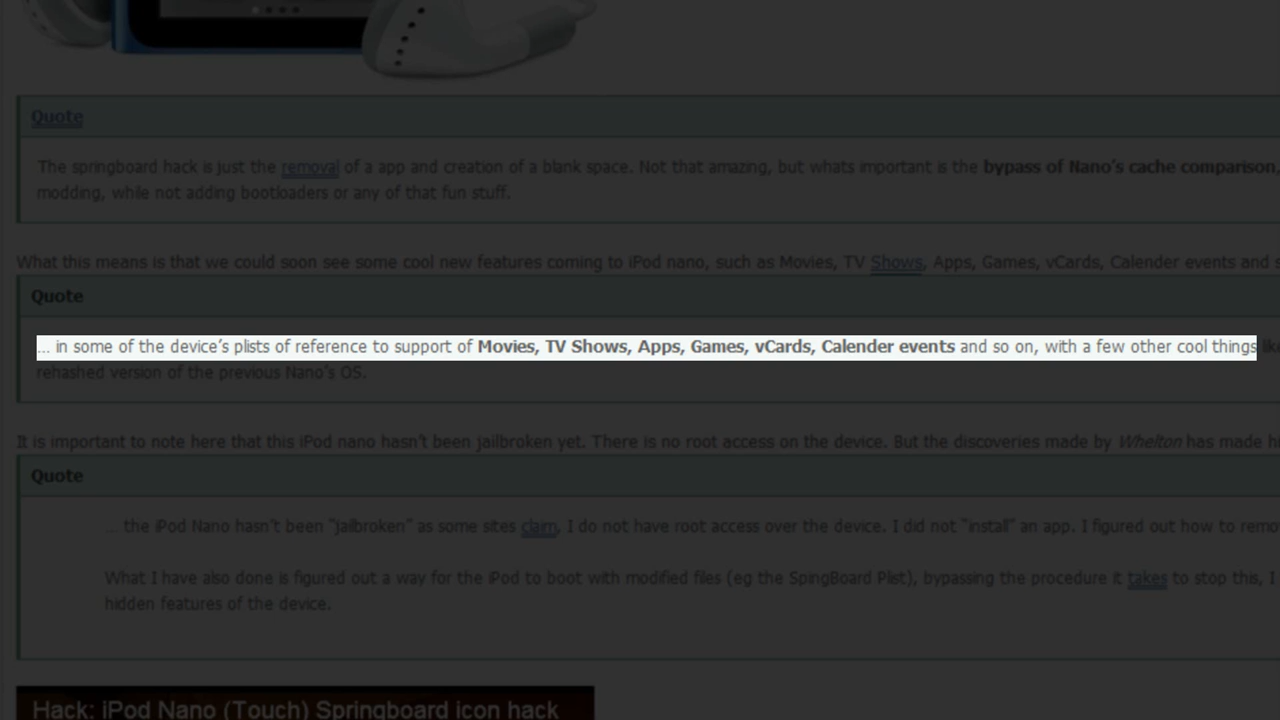 Quote
The springboard hack is just the removal of a app and creation of a blank space. Not that amazing, but whats important is the bypass of Nano's cache comparison,
modding, while not adding bootloaders or any of that fun stuff.
What this means is that we could soon see some cool new features coming to iPod nano, such as Movies, TV Shows, Apps, Games, vCards, Calender events and
Quote
... in some of the device's plists of reference to support of Movies, TV Shows, Apps, Games, vCards, Calender events and so on, with a few other cool things
rehashed version of the previous Nano's OS.
It is important to note here that this iPod nano hasn't been jailbroken yet. There is no root access on the device. But the discoveries made by Whelton has made
Quote
... the iPod Nano hasn't been "jailbroken" as some sites claim, I do not have root access over the device. I did not "install" an app. I figured out how to
What I have also done is figured out a way for the iPod to boot with modified files (eg the SpingBoard Plist), bypassing the procedure it takes to stop this, I
hidden features of the device.
Hack: iPod Nano (Touch) Springboard icon hack